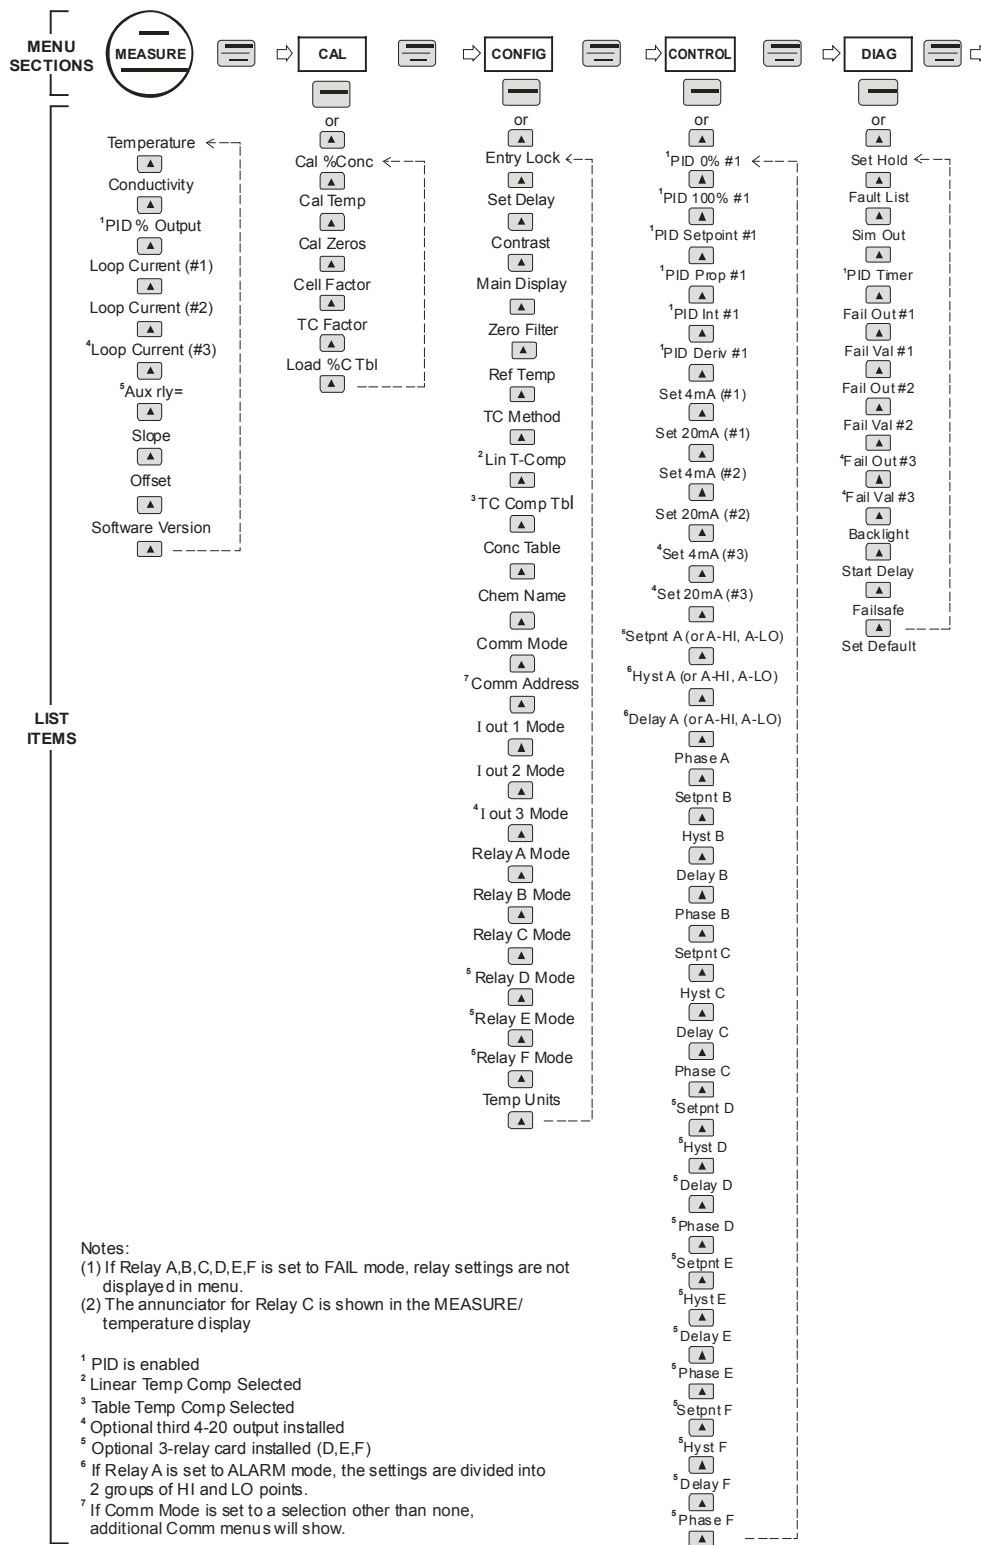 MENU
SECTIONS
MEASURE
CAL
CONFIG
CONTROL
DIAG
LIST
ITEMS
Temperature
Conductivity
¹PID % Output
Loop Current (#1)
Loop Current (#2)
⁴Loop Current (#3)
⁵Aux rly=
Slope
Offset
Software Version
or
Cal %Conc
Cal Temp
Cal Zeros
Cell Factor
TC Factor
Load %C Tbl
or
Entry Lock
Set Delay
Contrast
Main Display
Zero Filter
Ref Temp
TC Method
²Lin T-Comp
³TC Comp Tbl
Conc Table
Chem Name
Comm Mode
⁷Comm Address
I out 1 Mode
I out 2 Mode
⁴I out 3 Mode
Relay A Mode
Relay B Mode
Relay C Mode
⁵Relay D Mode
⁵Relay E Mode
⁵Relay F Mode
Temp Units
or
¹PID 0% #1
¹PID 100% #1
¹PID Setpoint #1
¹PID Prop #1
¹PID Int #1
¹PID Deriv #1
Set 4mA (#1)
Set 20mA (#1)
Set 4mA (#2)
Set 20mA (#2)
⁴Set 4mA (#3)
⁴Set 20mA (#3)
⁶Setpnt A (or A-HI, A-LO)
⁶Hyst A (or A-HI, A-LO)
⁶Delay A (or A-HI, A-LO)
Phase A
Setpnt B
Hyst B
Delay B
Phase B
Setpnt C
Hyst C
Delay C
Phase C
⁵Setpnt D
⁵Hyst D
⁵Delay D
⁵Phase D
⁵Setpnt E
⁵Hyst E
⁵Delay E
⁵Phase E
⁵Setpnt F
⁵Hyst F
⁵Delay F
⁵Phase F
or
Set Hold
Fault List
Sim Out
¹PID Timer
Fail Out #1
Fail Val #1
Fail Out #2
Fail Val #2
⁴Fail Out #3
⁴Fail Val #3
Backlight
Start Delay
Failsafe
Set Default
Notes:
(1) If Relay A,B,C,D,E,F is set to FAIL mode, relay settings are not
displayed in menu.
(2) The annunciator for Relay C is shown in the MEASURE/
temperature display
¹ PID is enabled
² Linear Temp Comp Selected
³ Table Temp Comp Selected
⁴ Optional third 4-20 output installed
⁵ Optional 3-relay card installed (D,E,F)
⁶ If Relay A is set to ALARM mode, the settings are divided into
2 groups of HI and LO points.
⁷ If Comm Mode is set to a selection other than none,
additional Comm menus will show.